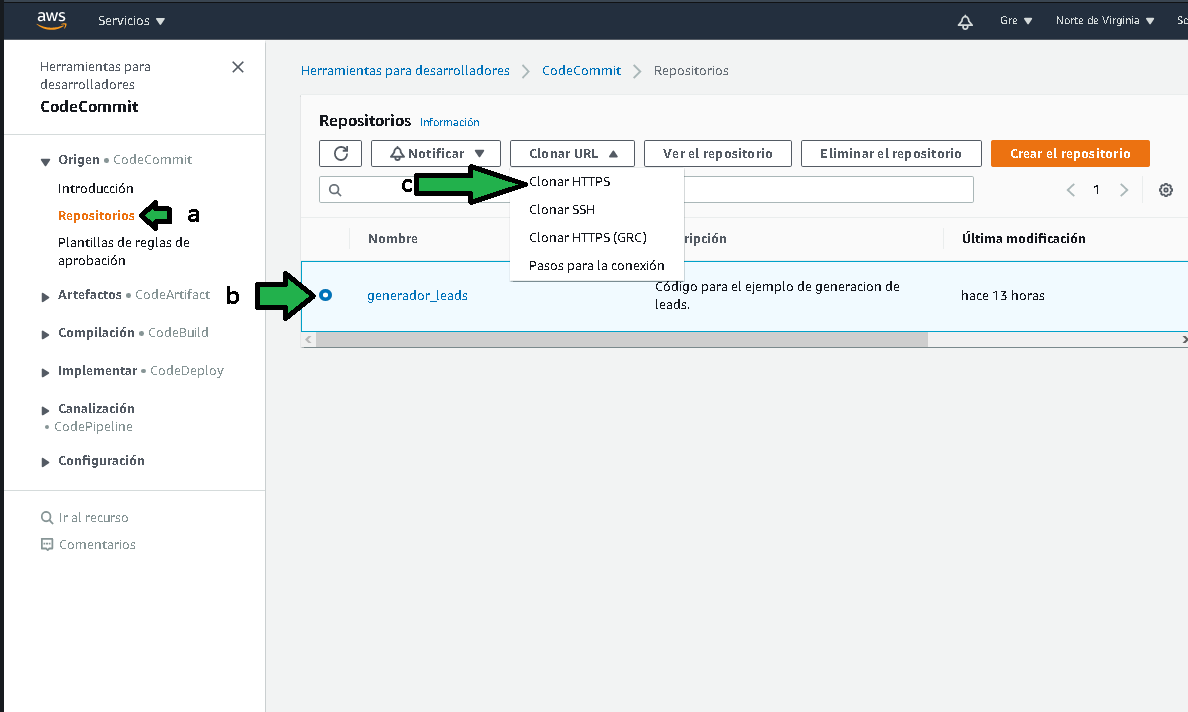 aws Servicios Gre Norte de Virginia
Herramientas para
desarrolladores
CodeCommit
Origen • CodeCommit
Introducción
Repositorios a
Plantillas de reglas de
aprobación
Artefactos • CodeArtifact
Compilación • CodeBuild
Implementar • CodeDeploy
Canalización
• CodePipeline
Configuración
Ir al recurso
Comentarios
Herramientas para desarrolladores CodeCommit Repositorios
Repositorios Información
Notificar Clonar URL Ver el repositorio Eliminar el repositorio Crear el repositorio
c Clonar HTTPS
1
Clonar SSH
Clonar HTTPS (GRC)
Pasos para la conexión
Nombre ripción Última modificación
b generador_leads Código para el ejemplo de generacion de
leads. hace 13 horas